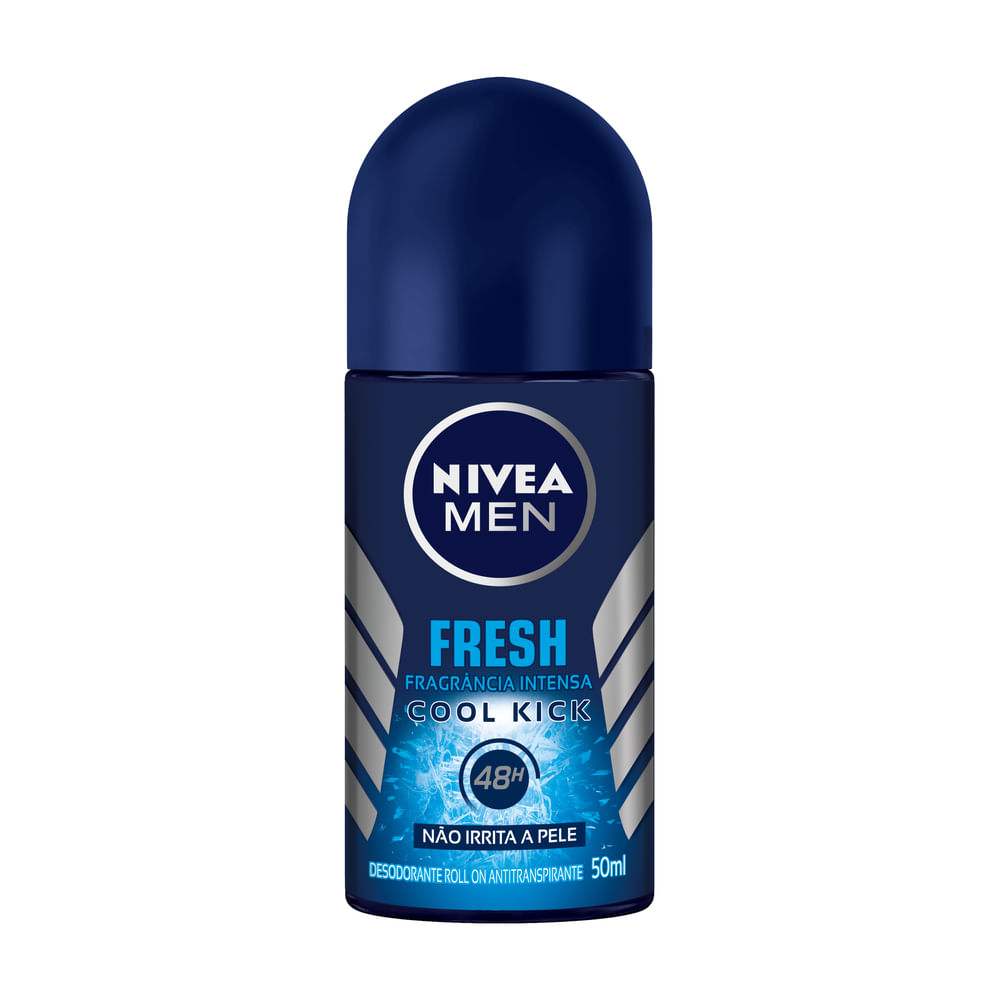 NIVEA
MEN
FRESH
FRAGRÂNCIA INTENSA
COOL KICK
48H
NÃO IRRITA A PELE
DESODORANTE ROLL ON ANTITRANSPIRANTE 50ml